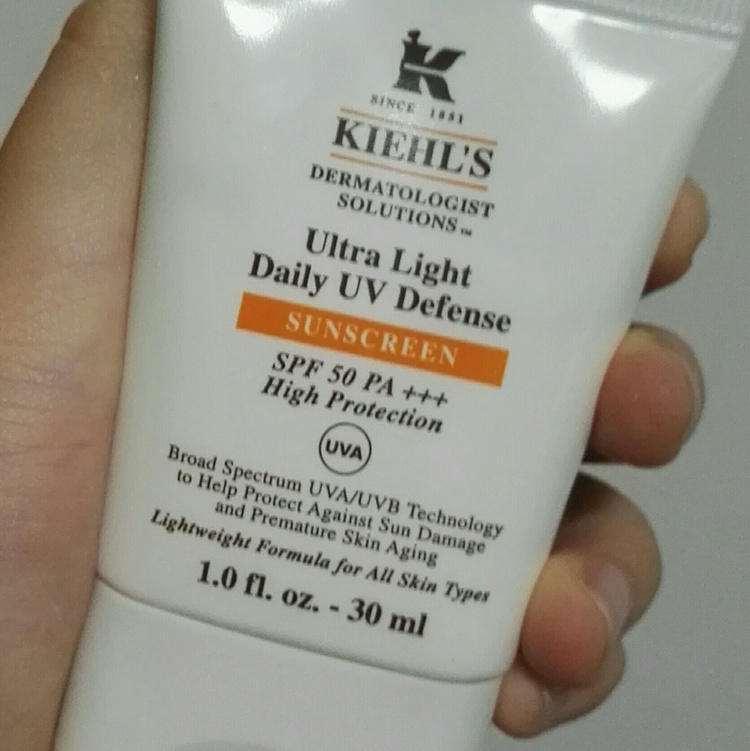 K
SINCE 1851
KIEHL'S
DERMATOLOGIST
SOLUTIONS™
Ultra Light
Daily UV Defense
SUNSCREEN
SPF 50 PA +++
High Protection
UVA
Broad Spectrum UVA/UVB Technology
to Help Protect Against Sun Damage
and Premature Skin Aging
Lightweight Formula for All Skin Types
1.0 fl. oz. - 30 ml